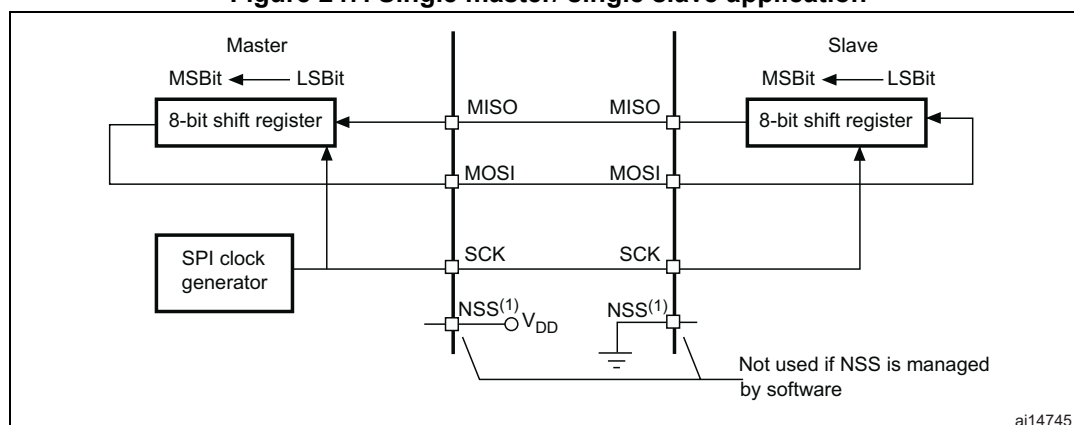 Figure 247. Single master/ single slave application
Master
MSBit LSBit
8-bit shift register
SPI clock
generator
MISO MISO
MOSI MOSI
SCK SCK
NSS(1) VDD NSS(1)
Slave
MSBit LSBit
8-bit shift register
Not used if NSS is managed
by software
ai14745